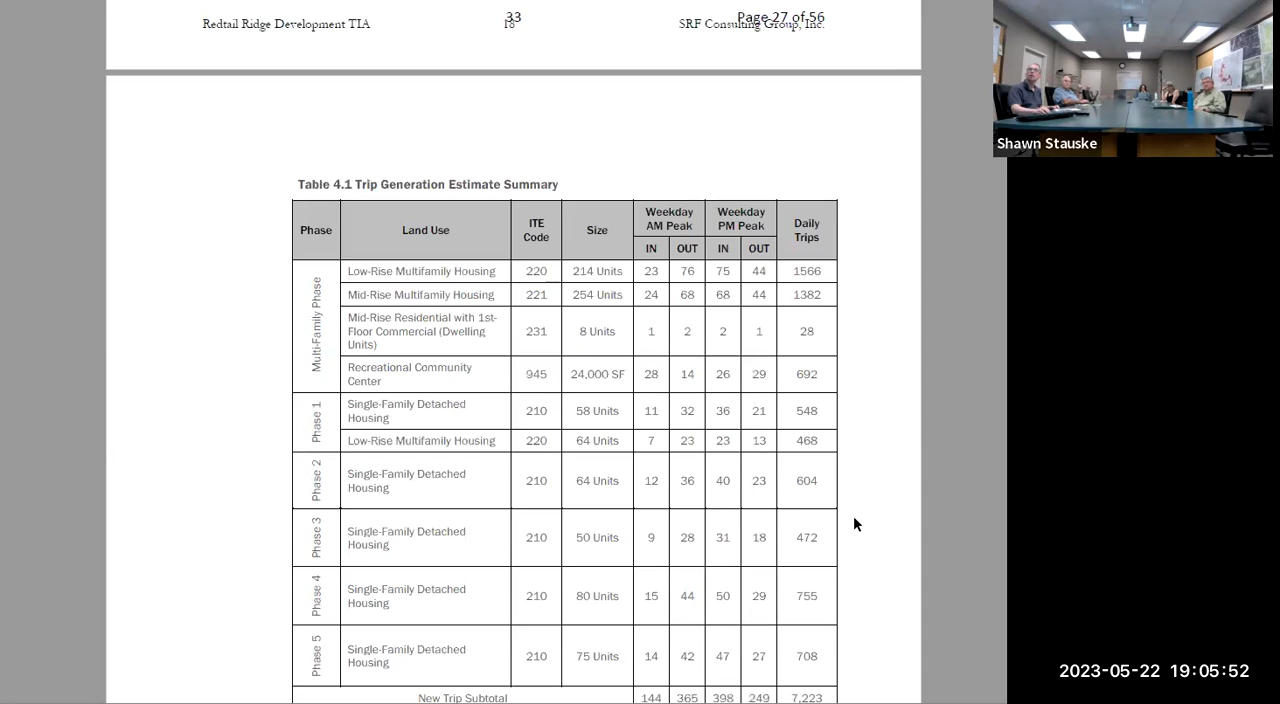 33
Page 27 of 56
Redtail Ridge Development TIA 18 SRF Consulting Group, Inc.
Shawn Stauske
Table 4.1 Trip Generation Estimate Summary
Phase Land Use ITE Code Size Weekday AM Peak Weekday PM Peak Daily Trips
IN OUT IN OUT
Multi-Family Phase
Low-Rise Multifamily Housing 220 214 Units 23 76 75 44 1566
Mid-Rise Multifamily Housing 221 254 Units 24 68 68 44 1382
Mid-Rise Residential with 1st-
Floor Commercial (Dwelling 231 8 Units 1 2 2 1 28
Units)
Recreational Community
Center 945 24,000 SF 28 14 26 29 692
Phase 1
Single-Family Detached
Housing 210 58 Units 11 32 36 21 548
Low-Rise Multifamily Housing 220 64 Units 7 23 23 13 468
Phase 2
Single-Family Detached
Housing 210 64 Units 12 36 40 23 604
Phase 3
Single-Family Detached
Housing 210 50 Units 9 28 31 18 472
Phase 4
Single-Family Detached
Housing 210 80 Units 15 44 50 29 755
Phase 5
Single-Family Detached
Housing 210 75 Units 14 42 47 27 708
New Trip Subtotal 144 365 398 249 7,223
2023-05-22 19:05:52